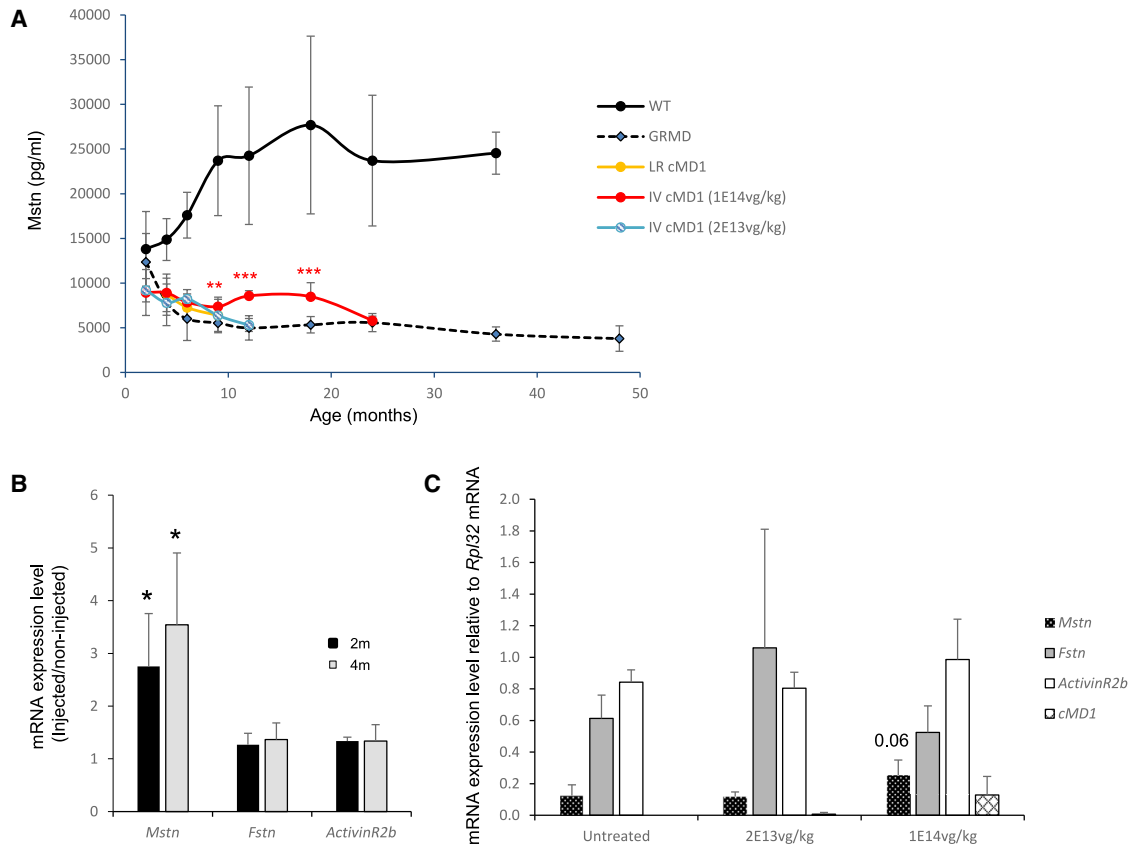 A
Mstn (pg/ml)
40000
35000
30000
25000
20000
15000
10000
5000
0
** *** ***
0 10 20 30 40 50
Age (months)
WT
GRMD
LR cMD1
IV cMD1 (1E14vg/kg)
IV cMD1 (2E13vg/kg)
B
mRNA expression level
(Injected/non-injected)
6
5
4
3
2
1
0
* *
2m
4m
Mstn Fstn ActivinR2b
C
mRNA expression level relative to Rpl32 mRNA
2.0
1.8
1.6
1.4
1.2
1.0
0.8
0.6
0.4
0.2
0.0
0.06
Untreated 2E13vg/kg 1E14vg/kg
Mstn
Fstn
ActivinR2b
cMD1